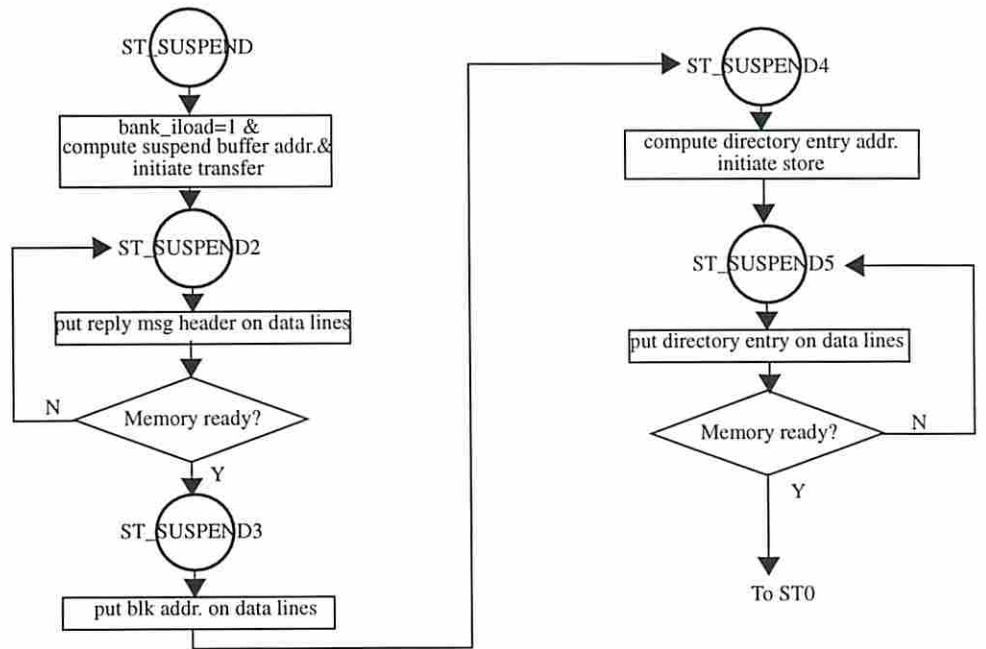 ST_SUSPEND
bank_iload=1 &
compute suspend buffer addr.&
initiate transfer
ST_SUSPEND2
put reply msg header on data lines
N
Memory ready?
Y
ST_SUSPEND3
put blk addr. on data lines
ST_SUSPEND4
compute directory entry addr.
initiate store
ST_SUSPEND5
put directory entry on data lines
Memory ready?
N
Y
To ST0